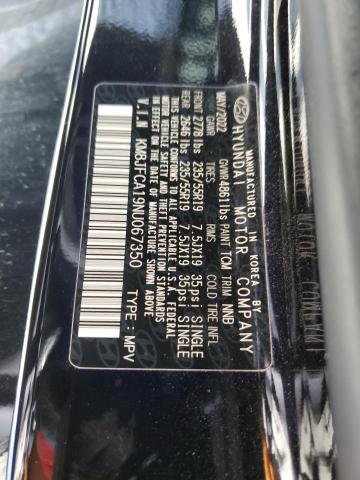 MANUFACTURED IN KOREA BY
HYUNDAI MOTOR COMPANY
MAY/2022 GVWR 4861 lbs PAINT TCM TRIM NNB
T/GAWR TIRES RIMS COLD TIRE INFL
FRONT 2778 lbs 235/55R19 7.5JX19 35psi SINGLE
REAR 2646 lbs 235/55R19 7.5JX19 35psi SINGLE
THIS VEHICLE CONFORMS TO ALL APPLICABLE U.S.A. FEDERAL MOTOR
VEHICLE SAFETY AND THEFT PREVENTION STANDARDS
IN EFFECT ON THE DATE OF MANUFACTURE SHOWN ABOVE
V.I.N KM8JFCA19NU067350 TYPE : MPV